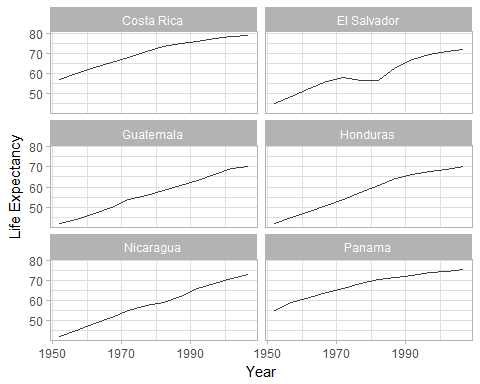 Costa Rica
El Salvador
80
70
60
50
Guatemala
Honduras
80
70
60
50
Nicaragua
Panama
80
70
60
50
1950
1970
1990
1950
1970
1990
Life Expectancy
Year